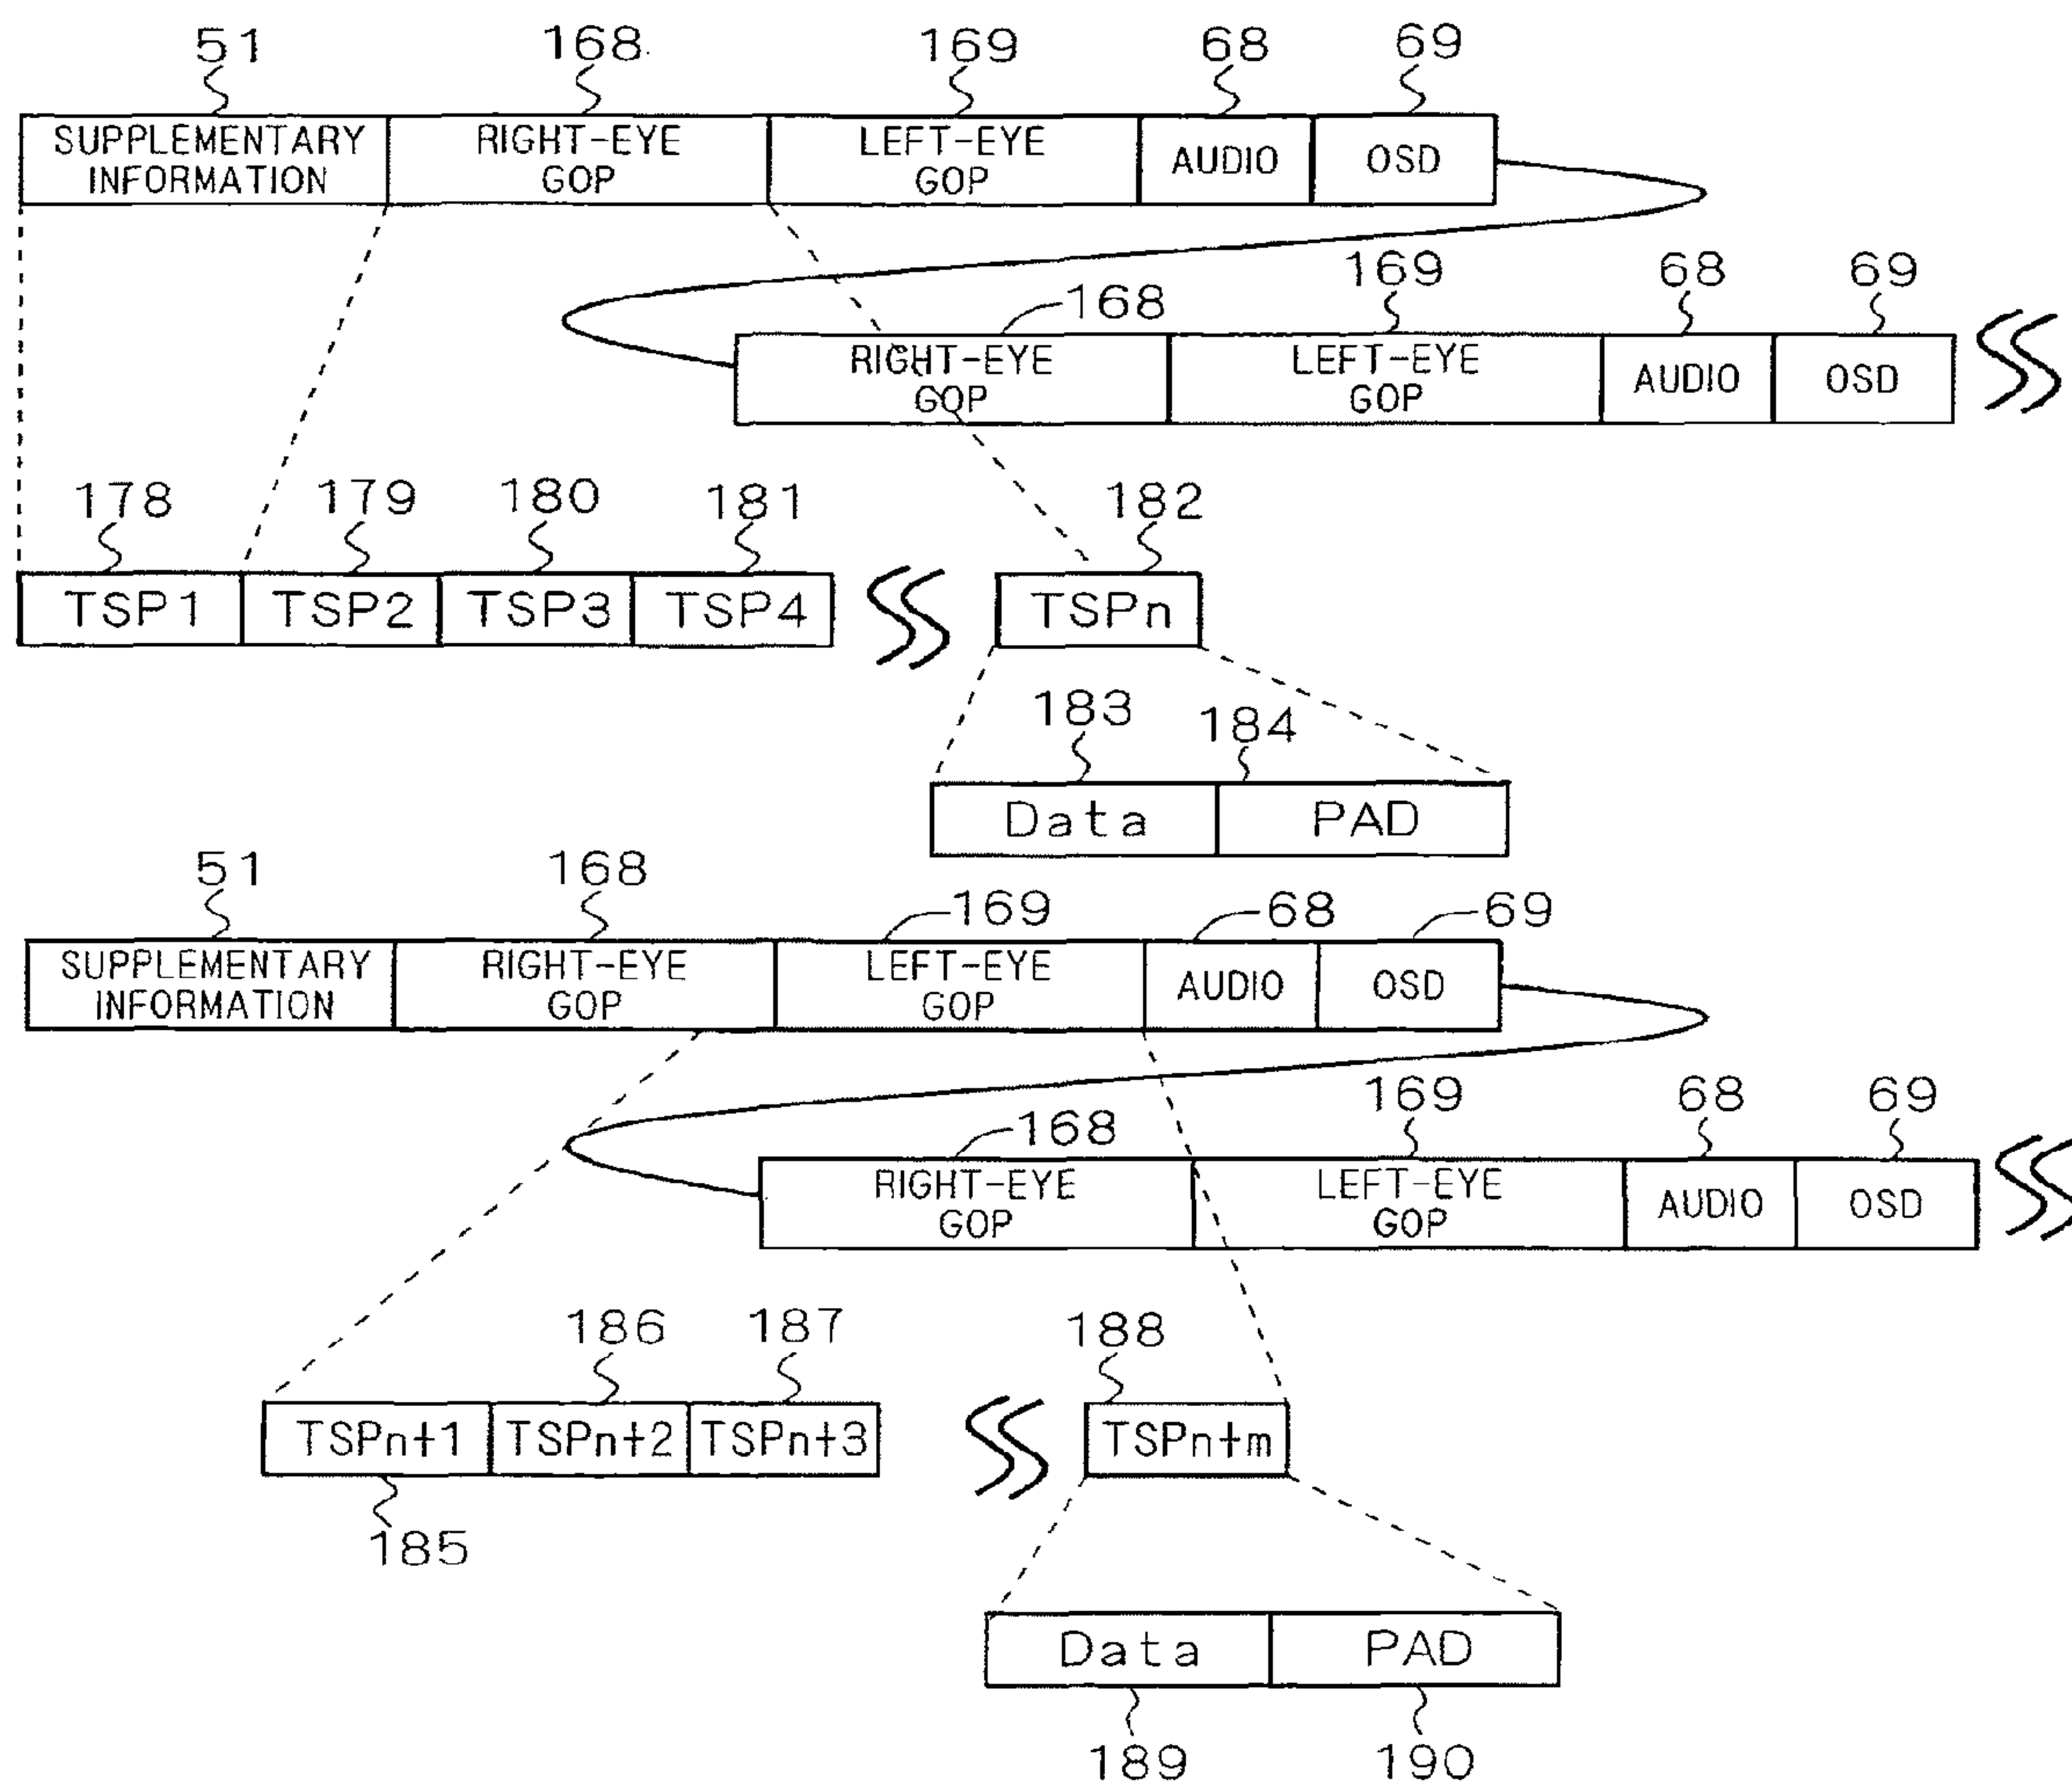 51 168 169 68 69
SUPPLEMENTARY INFORMATION RIGHT-EYE GOP LEFT-EYE GOP AUDIO OSD
168 169 68 69
RIGHT-EYE GOP LEFT-EYE GOP AUDIO OSD
178 179 180 181 182
TSP1 TSP2 TSP3 TSP4 TSPn
183 184
Data PAD
51 168 169 68 69
SUPPLEMENTARY INFORMATION RIGHT-EYE GOP LEFT-EYE GOP AUDIO OSD
168 169 68 69
RIGHT-EYE GOP LEFT-EYE GOP AUDIO OSD
186 187 188
TSPn+1 TSPn+2 TSPn+3 TSPn+m
185
Data PAD
189 190